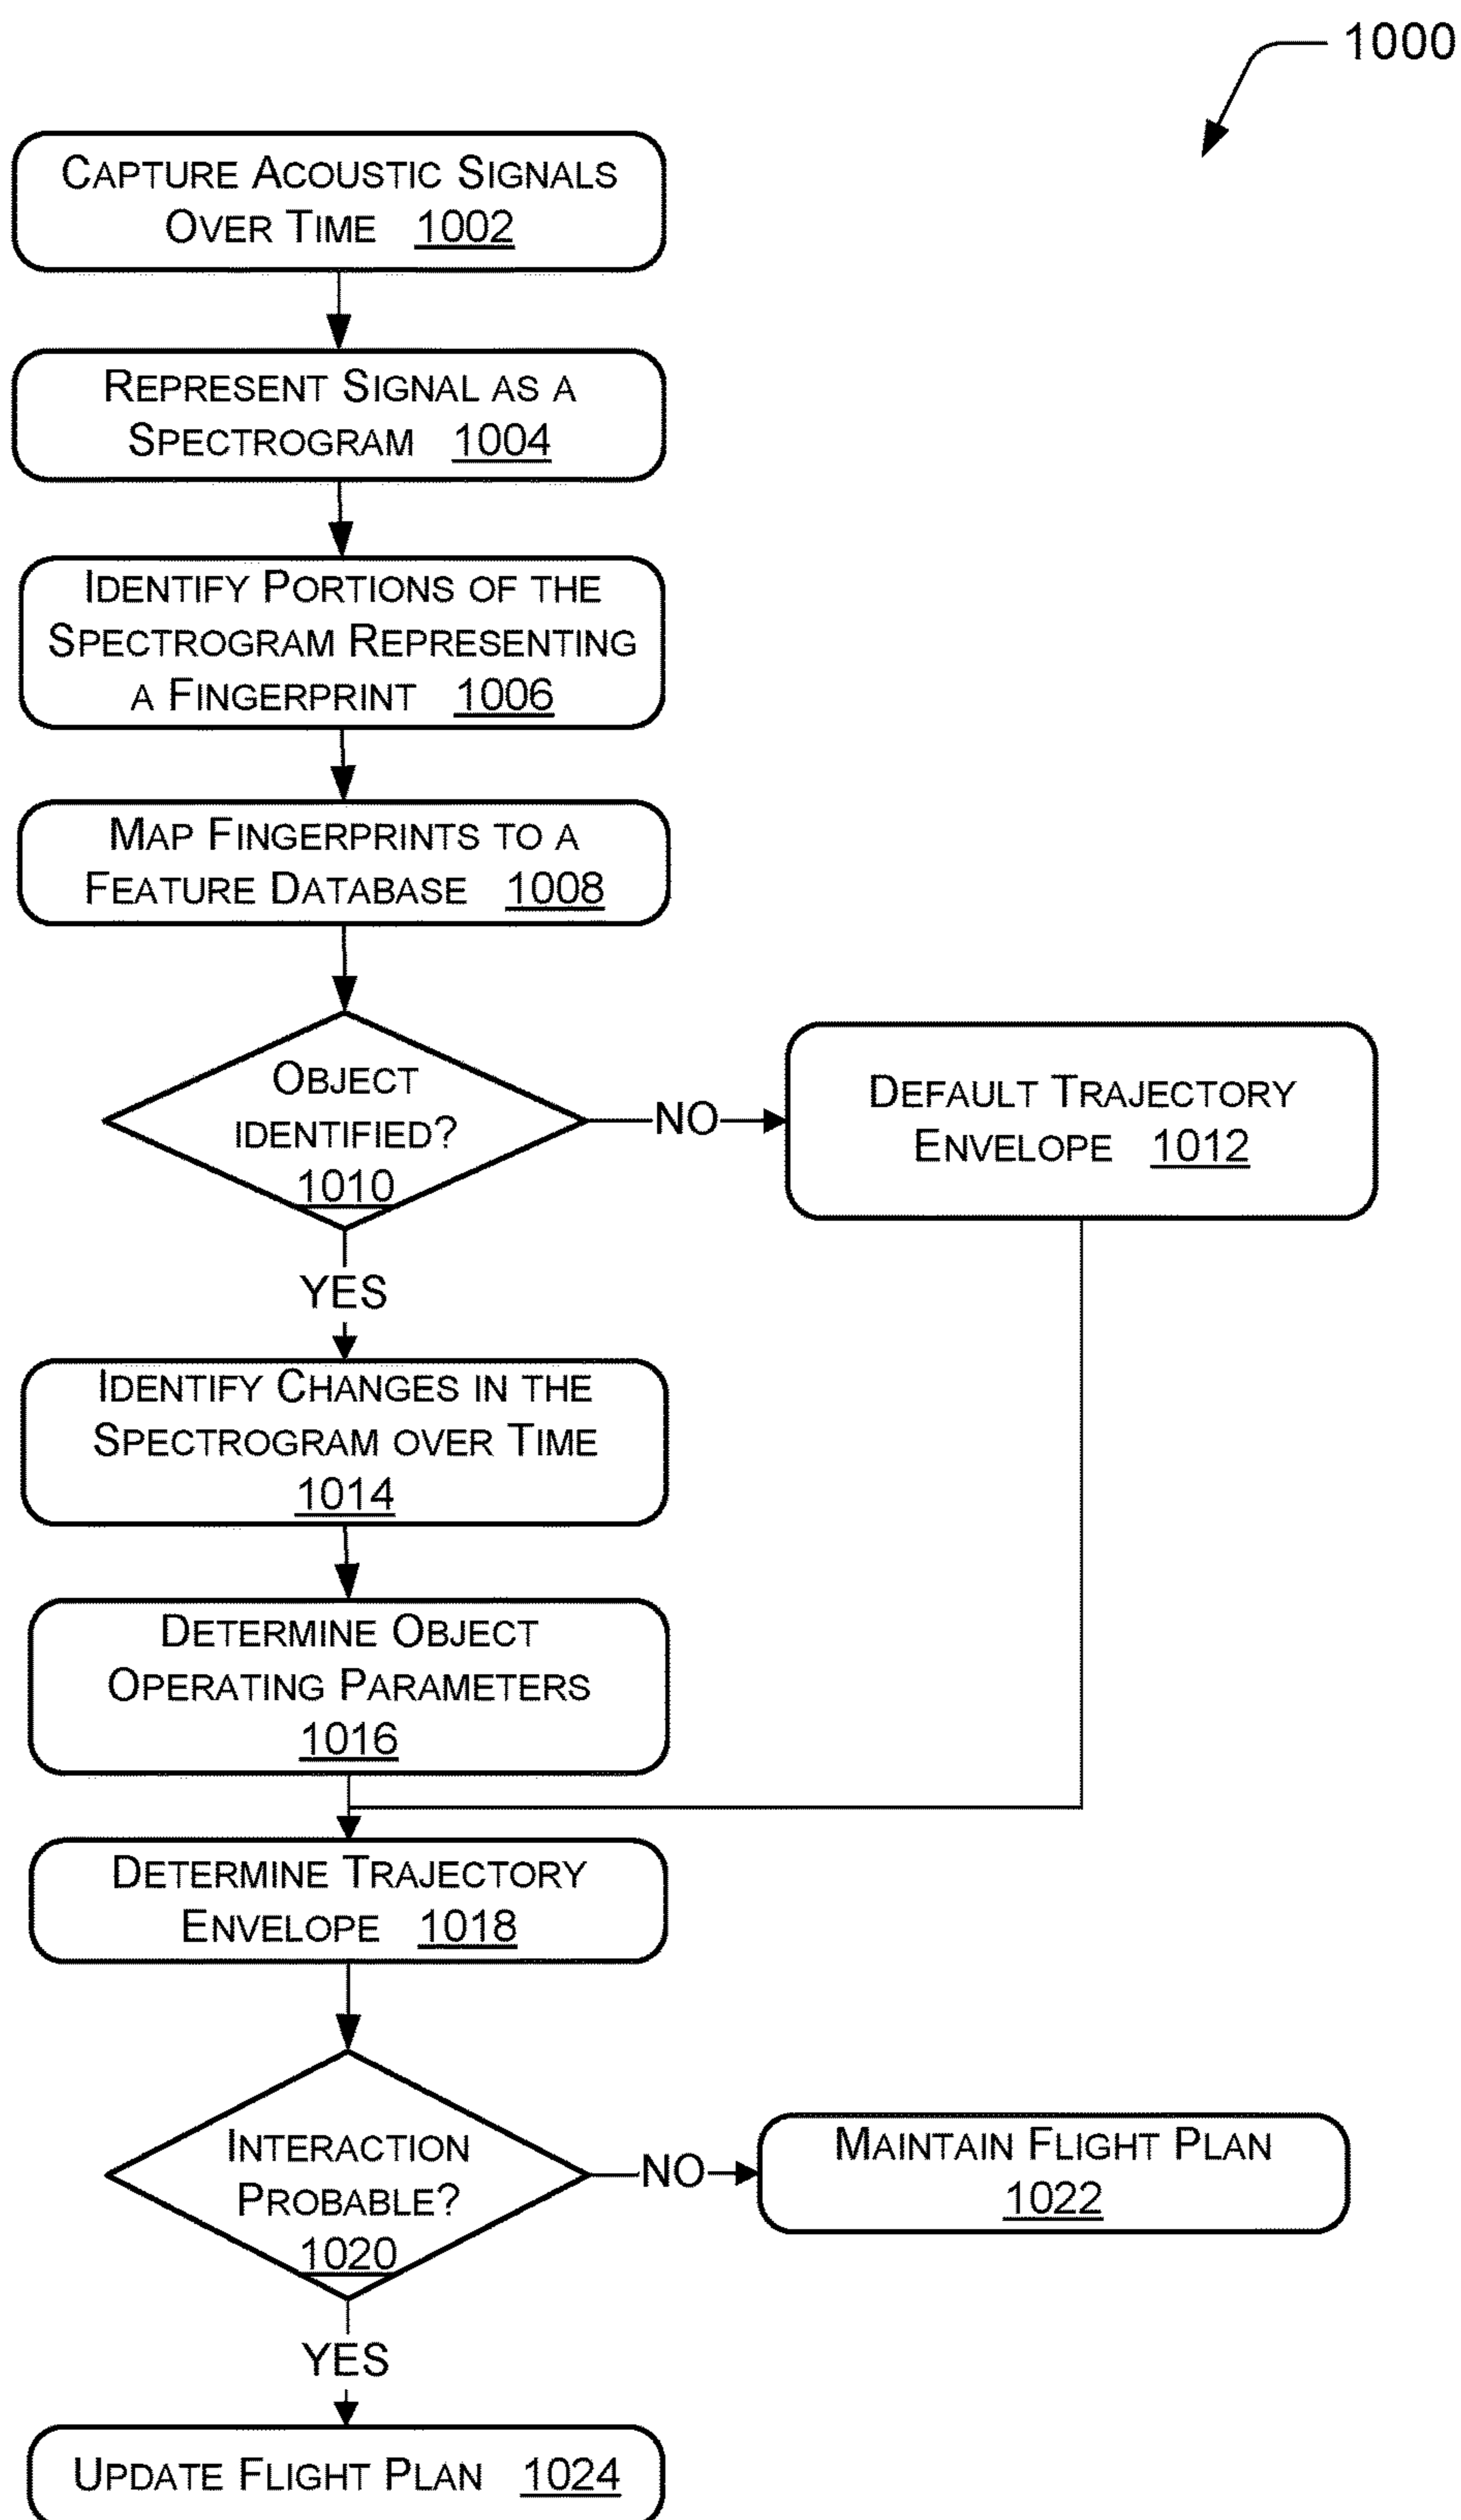 1000
CAPTURE ACOUSTIC SIGNALS
OVER TIME 1002
REPRESENT SIGNAL AS A
SPECTROGRAM 1004
IDENTIFY PORTIONS OF THE
SPECTROGRAM REPRESENTING
A FINGERPRINT 1006
MAP FINGERPRINTS TO A
FEATURE DATABASE 1008
OBJECT
IDENTIFIED?
1010
NO
DEFAULT TRAJECTORY
ENVELOPE 1012
YES
IDENTIFY CHANGES IN THE
SPECTROGRAM OVER TIME
1014
DETERMINE OBJECT
OPERATING PARAMETERS
1016
DETERMINE TRAJECTORY
ENVELOPE 1018
INTERACTION
PROBABLE?
1020
NO
MAINTAIN FLIGHT PLAN
1022
YES
UPDATE FLIGHT PLAN 1024